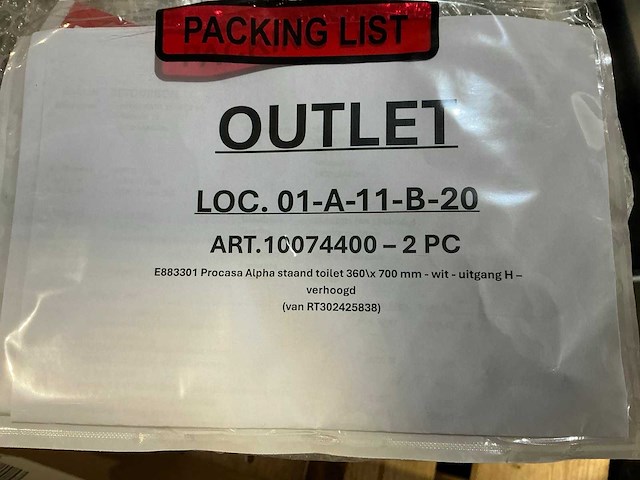 PACKING LIST
OUTLET
LOC. 01-A-11-B-20
ART.10074400 – 2 PC
E883301 Procasa Alpha staand toilet 360\x 700 mm - wit - uitgang H –
verhoogd
(van RT302425838)